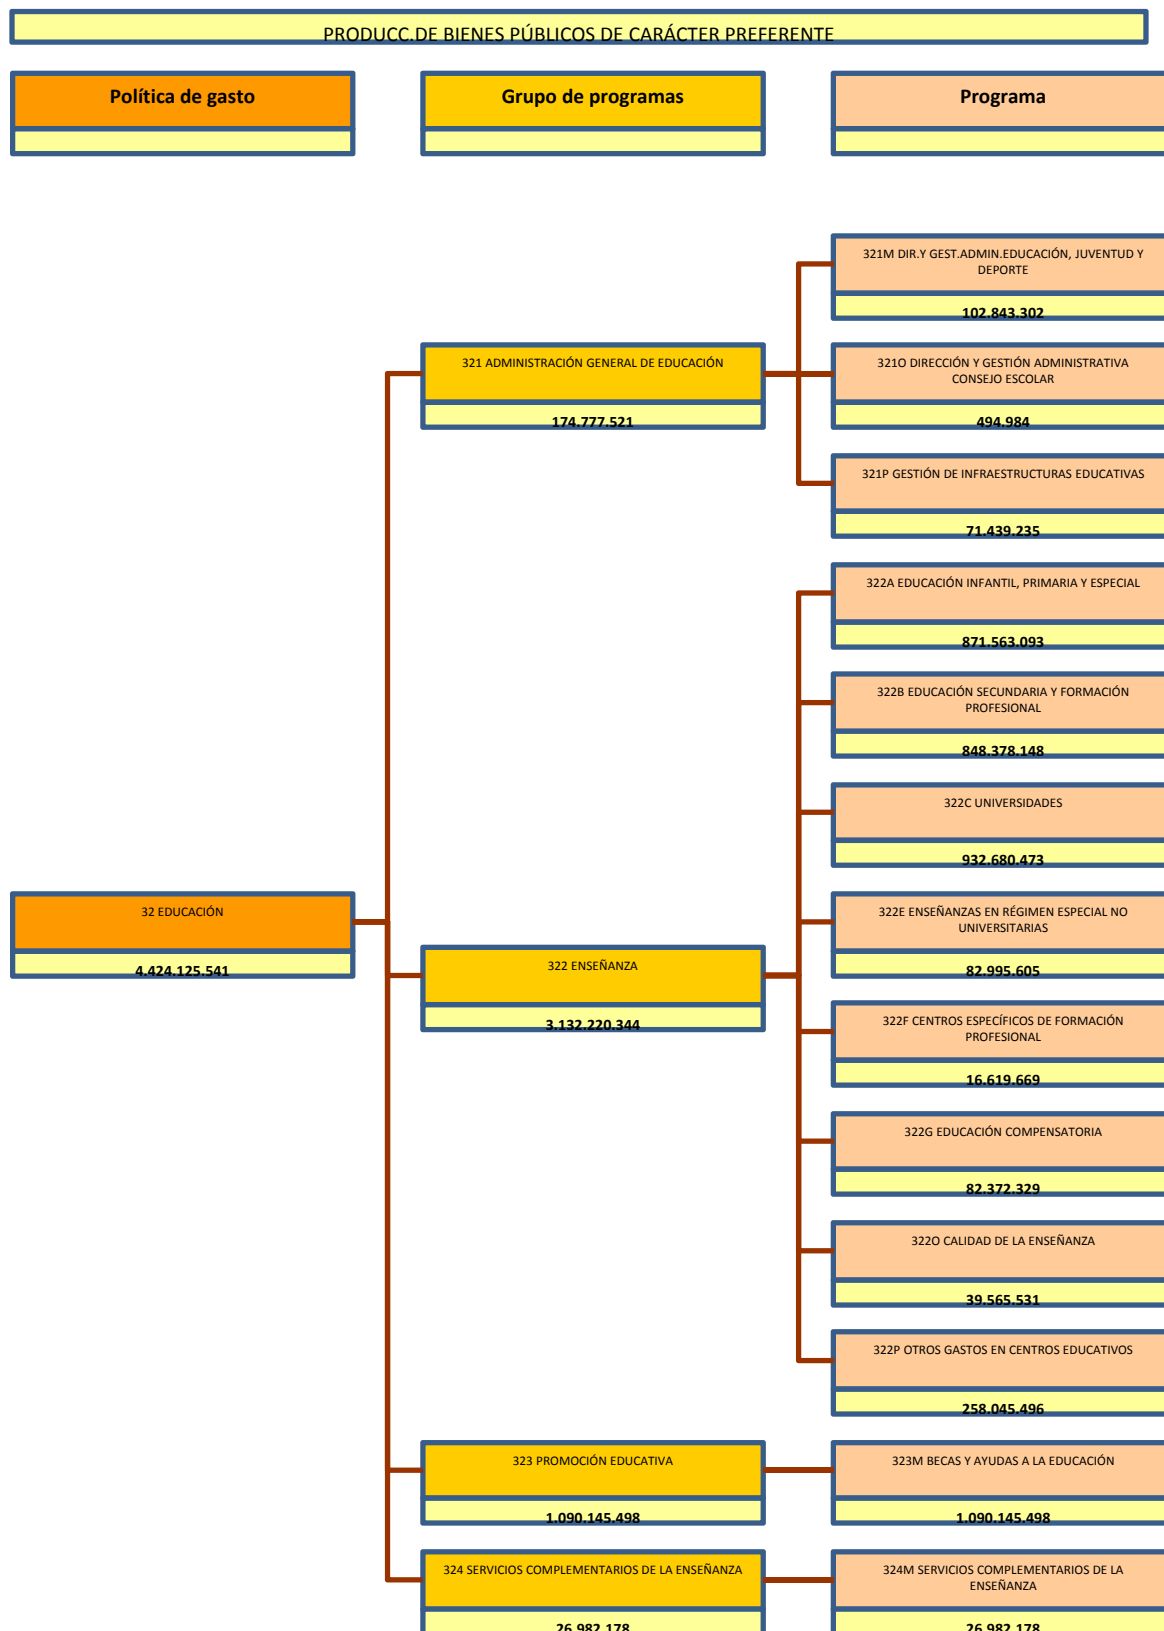 PRODUCC.DE BIENES PÚBLICOS DE CARÁCTER PREFERENTE
Política de gasto
Grupo de programas
Programa
321M DIR.Y GEST.ADMIN.EDUCACIÓN, JUVENTUD Y
DEPORTE
102.843.302
321 ADMINISTRACIÓN GENERAL DE EDUCACIÓN
174.777.521
321O DIRECCIÓN Y GESTIÓN ADMINISTRATIVA
CONSEJO ESCOLAR
494.984
321P GESTIÓN DE INFRAESTRUCTURAS EDUCATIVAS
71.439.235
322A EDUCACIÓN INFANTIL, PRIMARIA Y ESPECIAL
871.563.093
322B EDUCACIÓN SECUNDARIA Y FORMACIÓN
PROFESIONAL
848.378.148
322C UNIVERSIDADES
932.680.473
32 EDUCACIÓN
4.424.125.541
322E ENSEÑANZAS EN RÉGIMEN ESPECIAL NO
UNIVERSITARIAS
82.995.605
322 ENSEÑANZA
3.132.220.344
322F CENTROS ESPECÍFICOS DE FORMACIÓN
PROFESIONAL
16.619.669
322G EDUCACIÓN COMPENSATORIA
82.372.329
322O CALIDAD DE LA ENSEÑANZA
39.565.531
322P OTROS GASTOS EN CENTROS EDUCATIVOS
258.045.496
323 PROMOCIÓN EDUCATIVA
1.090.145.498
323M BECAS Y AYUDAS A LA EDUCACIÓN
1.090.145.498
324 SERVICIOS COMPLEMENTARIOS DE LA ENSEÑANZA
26.982.178
324M SERVICIOS COMPLEMENTARIOS DE LA
ENSEÑANZA
26.982.178